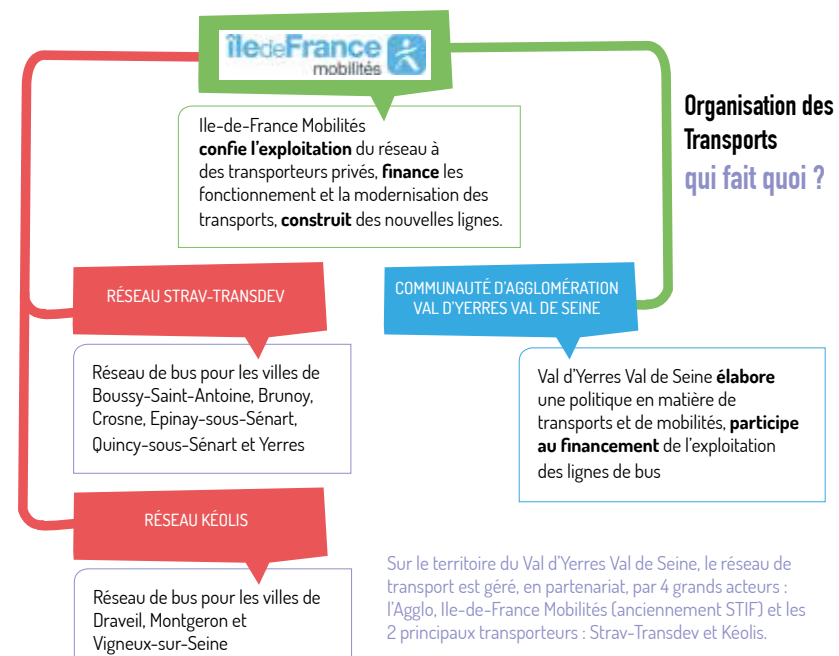 îledeFrance
mobilités
Organisation des
Transports
qui fait quoi ?
Ile-de-France Mobilités
confie l'exploitation du réseau à
des transporteurs privés, finance les
fonctionnement et la modernisation des
transports, construit des nouvelles lignes.
RÉSEAU STRAV-TRANSDEV
Réseau de bus pour les villes de
Boussy-Saint-Antoine, Brunoy,
Crosne, Epinay-sous-Sénart,
Quincy-sous-Sénart et Yerres
COMMUNAUTÉ D'AGGLOMÉRATION
VAL D'YERRES VAL DE SEINE
Val d'Yerres Val de Seine élabore
une politique en matière de
transports et de mobilités, participe
au financement de l'exploitation
des lignes de bus
RÉSEAU KÉOLIS
Réseau de bus pour les villes de
Draveil, Montgeron et
Vigneux-sur-Seine
Sur le territoire du Val d'Yerres Val de Seine, le réseau de
transport est géré, en partenariat, par 4 grands acteurs :
l'Agglo, Ile-de-France Mobilités (anciennement STIF) et les
2 principaux transporteurs : Strav-Transdev et Kéolis.